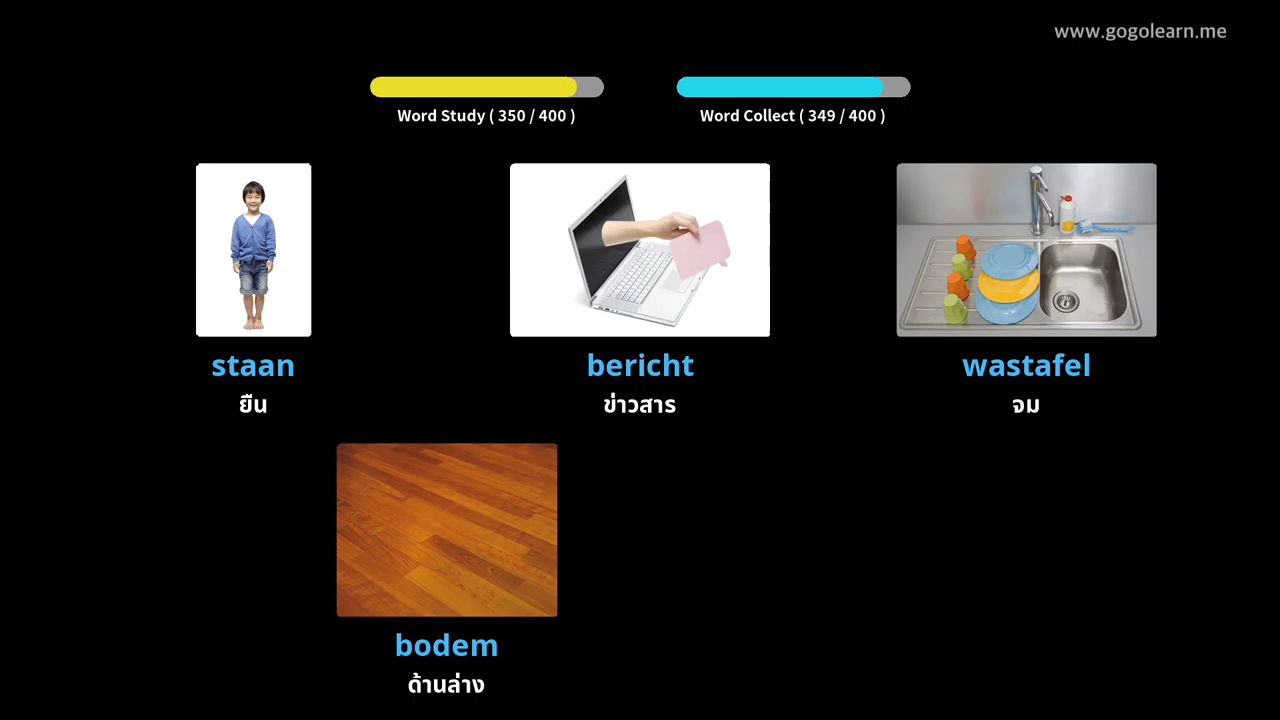 www.gogolearn.me
Word Study ( 350 / 400 )
Word Collect ( 349 / 400 )
staan
ยืน
bericht
ข่าวสาร
wastafel
จม
bodem
ด้านล่าง